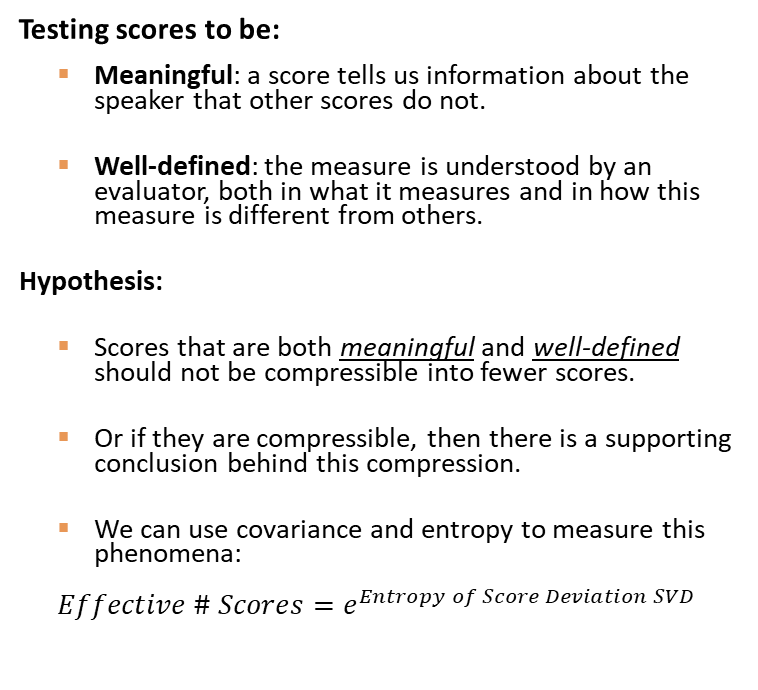 Testing scores to be:
▪ Meaningful: a score tells us information about the
speaker that other scores do not.
▪ Well-defined: the measure is understood by an
evaluator, both in what it measures and in how this
measure is different from others.
Hypothesis:
▪ Scores that are both meaningful and well-defined
should not be compressible into fewer scores.
▪ Or if they are compressible, then there is a supporting
conclusion behind this compression.
▪ We can use covariance and entropy to measure this
phenomena:
Effective # Scores = e^Entropy of Score Deviation SVD